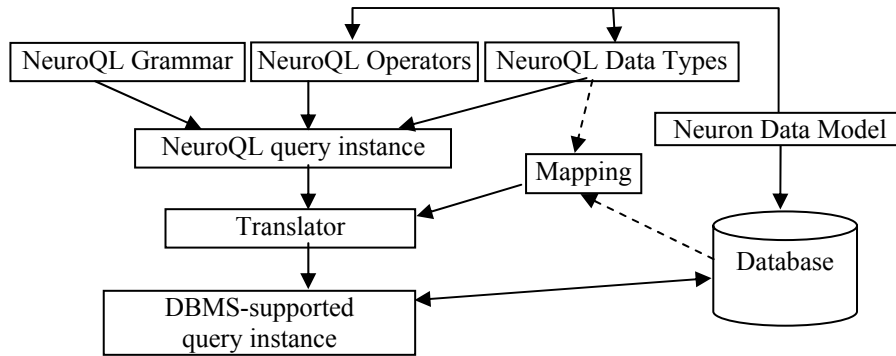 NeuroQL Grammar
NeuroQL Operators
NeuroQL Data Types
Neuron Data Model
NeuroQL query instance
Mapping
Translator
Database
DBMS-supported
query instance